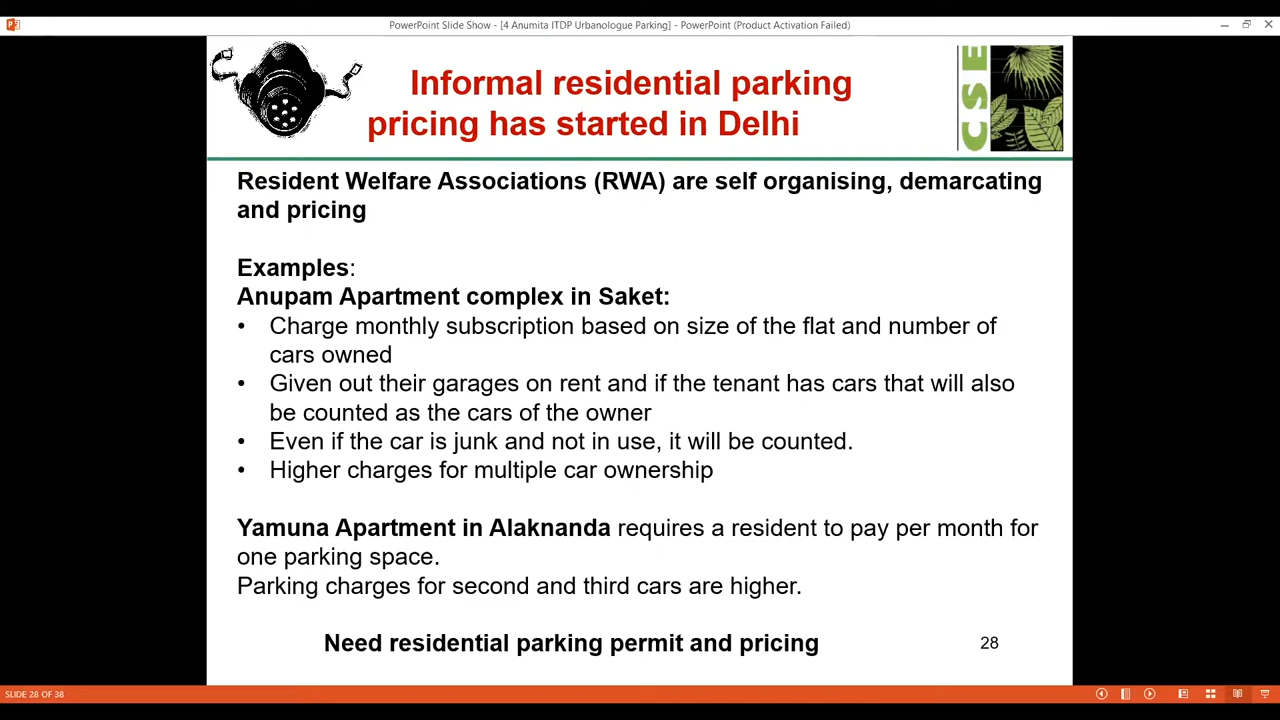 PowerPoint Slide Show - [4 Anumita ITDP Urbanologue Parking] - PowerPoint (Product Activation Failed)
Informal residential parking
pricing has started in Delhi
CSE
Resident Welfare Associations (RWA) are self organising, demarcating
and pricing
Examples:
Anupam Apartment complex in Saket:
• Charge monthly subscription based on size of the flat and number of
cars owned
• Given out their garages on rent and if the tenant has cars that will also
be counted as the cars of the owner
• Even if the car is junk and not in use, it will be counted.
• Higher charges for multiple car ownership
Yamuna Apartment in Alaknanda requires a resident to pay per month for
one parking space.
Parking charges for second and third cars are higher.
Need residential parking permit and pricing
28
SLIDE 28 OF 38